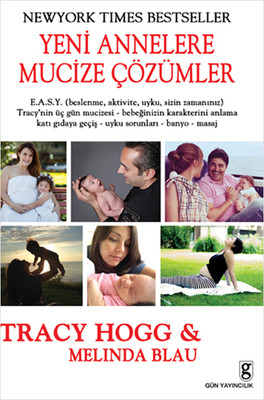 NEWYORK TIMES BESTSELLER
YENİ ANNELERE
MUCİZE ÇÖZÜMLER
E.A.S.Y. (beslenme, aktivite, uyku, sizin zamanınız)
Tracy'nin üç gün mucizesi - bebeğinizin karakterini anlama
katı gıdaya geçiş - uyku sorunları - banyo - masaj
TRACY HOGG &
MELINDA BLAU
g
GÜN YAYINCILIK